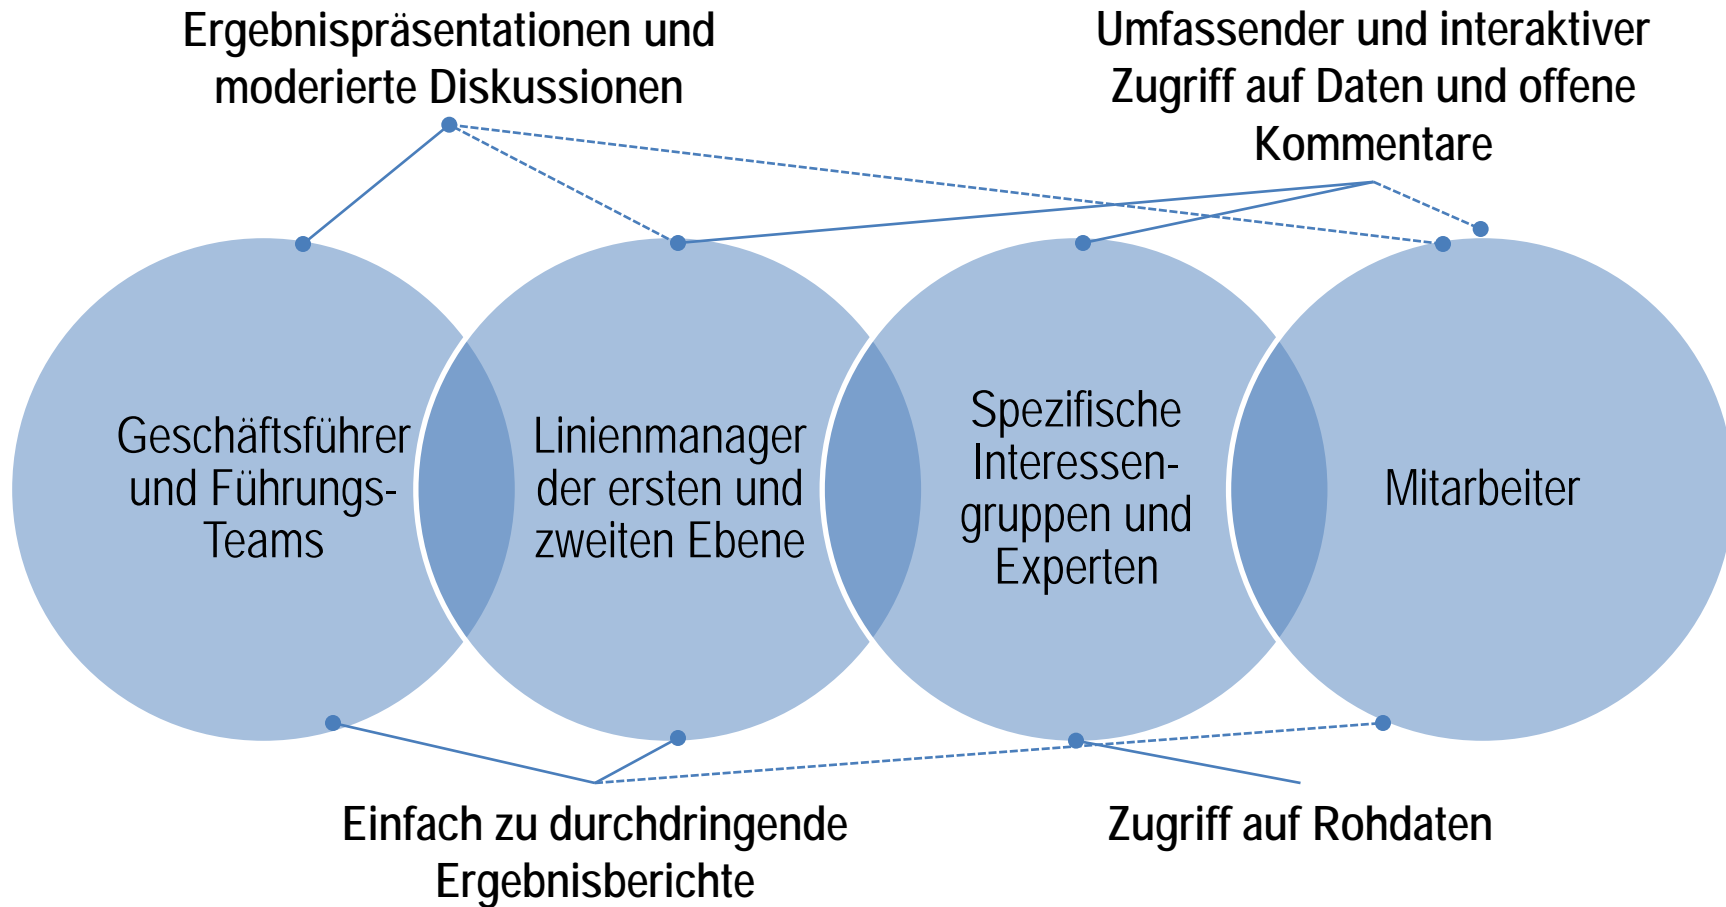 Ergebnispräsentationen und
moderierte Diskussionen
Umfassender und interaktiver
Zugriff auf Daten und offene
Kommentare
Geschäftsführer
und Führungs-
Teams
Linienmanager
der ersten und
zweiten Ebene
Spezifische
Interessen-
gruppen und
Experten
Mitarbeiter
Einfach zu durchdringende
Ergebnisberichte
Zugriff auf Rohdaten